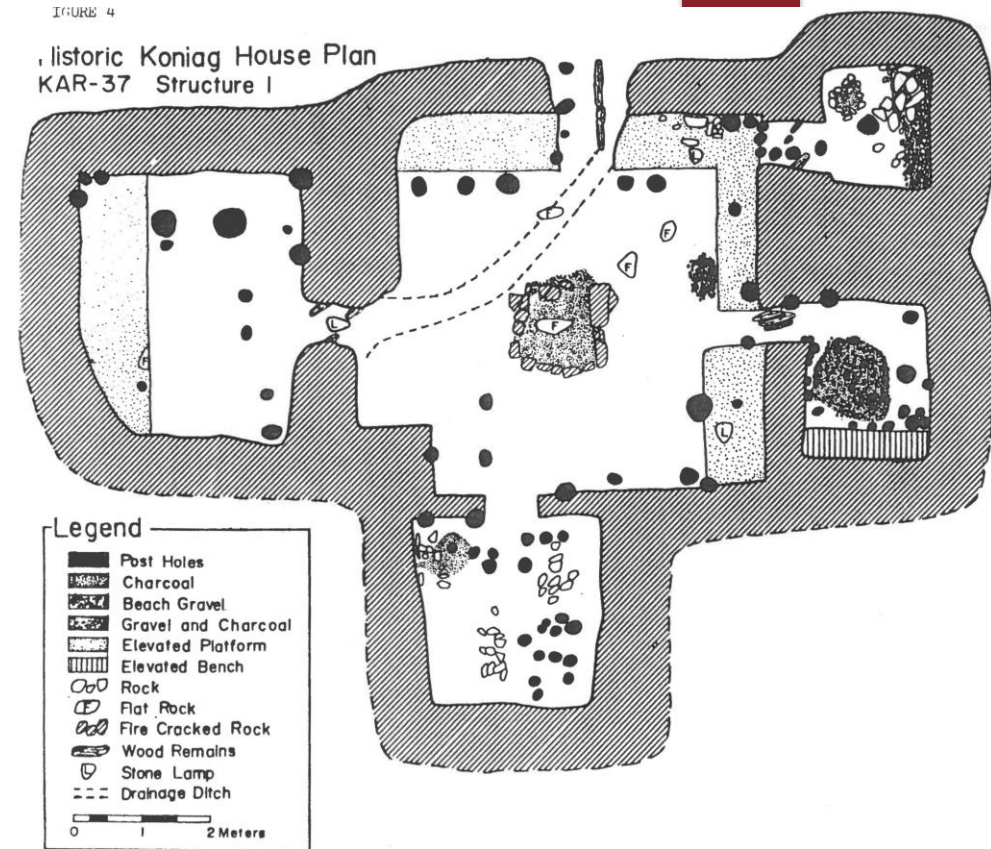 IGURE 4
Historic Koniag House Plan
KAR-37 Structure I
F
L
F
F
L
F
F
L
Legend
Post Holes
Charcoal
Beach Gravel
Gravel and Charcoal
Elevated Platform
Elevated Bench
Rock
F Flat Rock
Fire Cracked Rock
Wood Remains
L Stone Lamp
Drainage Ditch
0 1 2 Meters